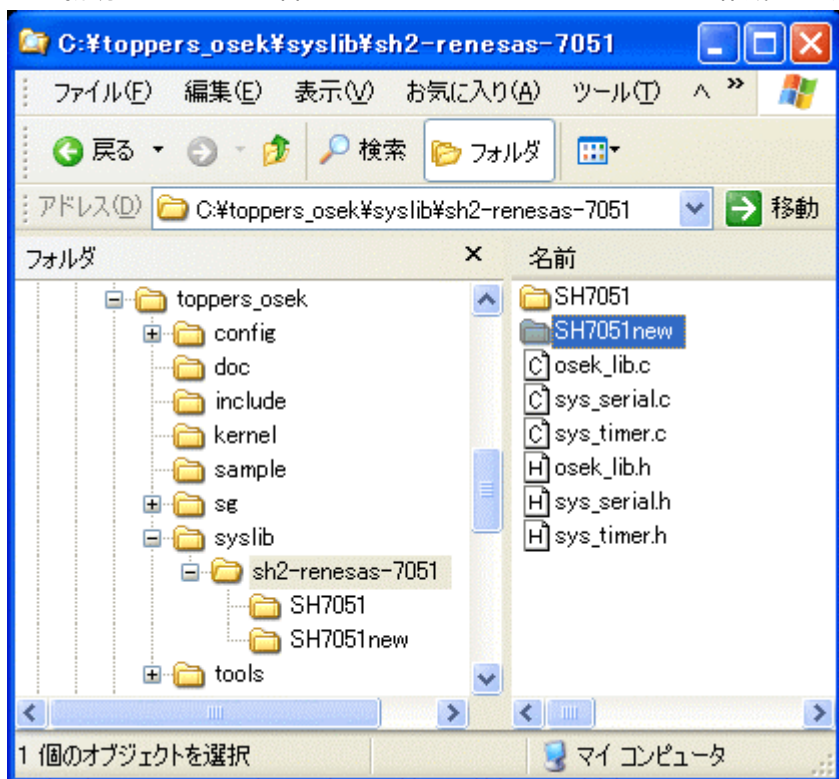 C:¥toppers_osek¥syslib¥sh2-renesas-7051
ファイル(F) 編集(E) 表示(V) お気に入り(A) ツール(T) ヘ »
戻る 検索 フォルダ
アドレス(D) C:¥toppers_osek¥syslib¥sh2-renesas-7051 移動
フォルダ × 名前
toppers_osek
config
doc
include
kernel
sample
sg
syslib
sh2-renesas-7051
SH7051
SH7051new
tools
SH7051
SH7051new
osek_lib.c
sys_serial.c
sys_timer.c
osek_lib.h
sys_serial.h
sys_timer.h
1 個のオブジェクトを選択 マイ コンピュータ